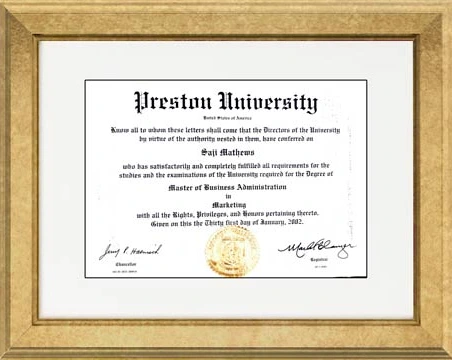 Preston University
United States of America
Know all to whom these letters shall come that the Directors of the University
by virtue of the authority vested in them, have conferred on
Saji Mathews
who has satisfactorily and completely fulfilled all requirements for the
studies and the examinations of the University required for the Degree of
Master of Business Administration
in
Marketing
with all the Rights, Privileges, and Honors pertaining thereto.
Given on this the Thirty first day of January, 2002.
Chancellor
Registrar